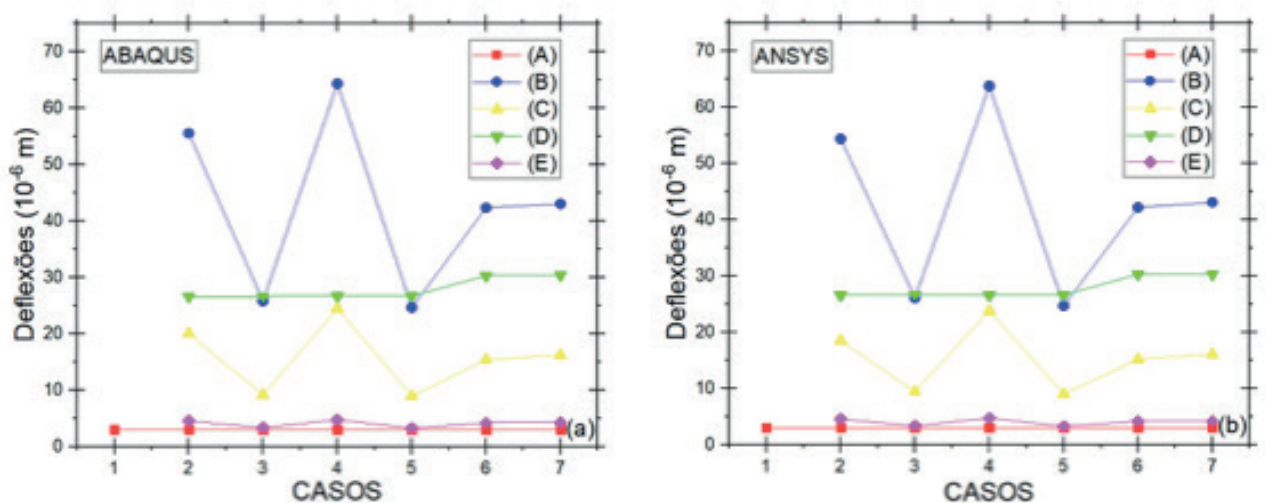 ABAQUS
(A)
(B)
(C)
(D)
(E)
70
60
50
40
30
20
10
0
Deflexões (10⁻⁶ m)
1 2 3 4 5 6 7
CASOS
(a)
ANSYS
(A)
(B)
(C)
(D)
(E)
70
60
50
40
30
20
10
0
Deflexões (10⁻⁶ m)
1 2 3 4 5 6 7
CASOS
(b)